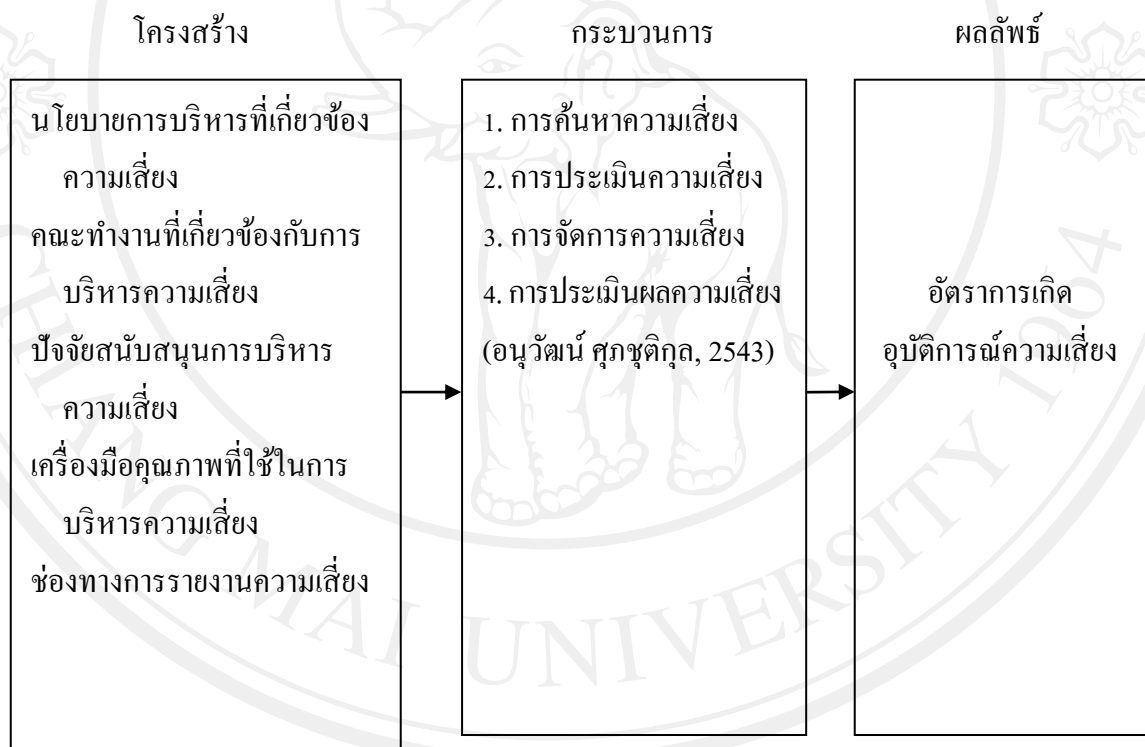 โครงสร้าง
กระบวนการ
ผลลัพธ์
นโยบายการบริหารที่เกี่ยวข้อง
ความเสี่ยง
คณะทำงานที่เกี่ยวข้องกับการ
บริหารความเสี่ยง
ปัจจัยสนับสนุนการบริหาร
ความเสี่ยง
เครื่องมือคุณภาพที่ใช้ในการ
บริหารความเสี่ยง
ช่องทางการรายงานความเสี่ยง
1. การค้นหาความเสี่ยง
2. การประเมินความเสี่ยง
3. การจัดการความเสี่ยง
4. การประเมินผลความเสี่ยง
(อนุวัฒน์ ศุภชุติกุล, 2543)
อัตราการเกิด
อุบัติการณ์ความเสี่ยง
CHIANG MAI UNIVERSITY 1964